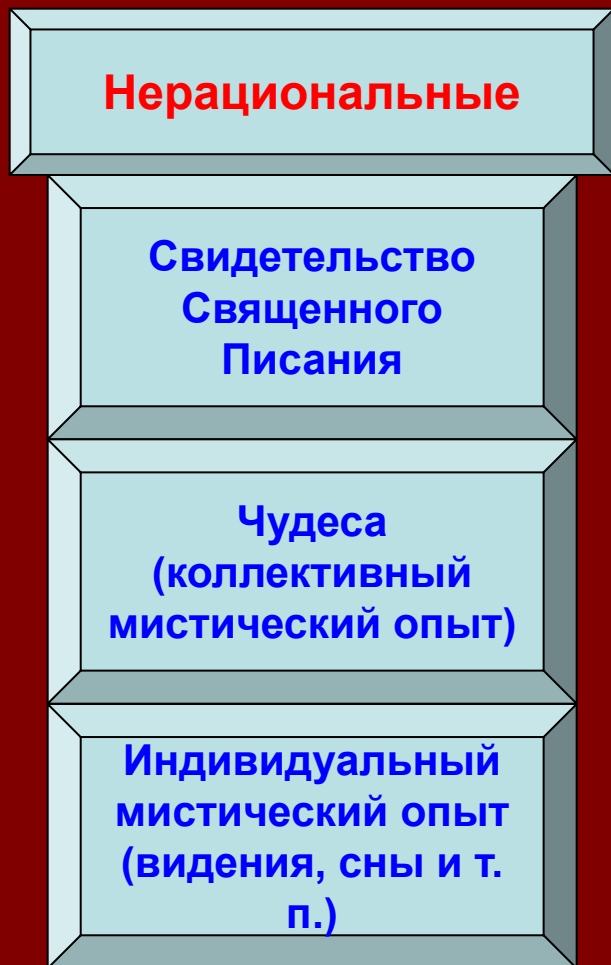 Нерациональные
Свидетельство
Священного
Писания
Чудеса
(коллективный
мистический опыт)
Индивидуальный
мистический опыт
(видения, сны и т.
п.)